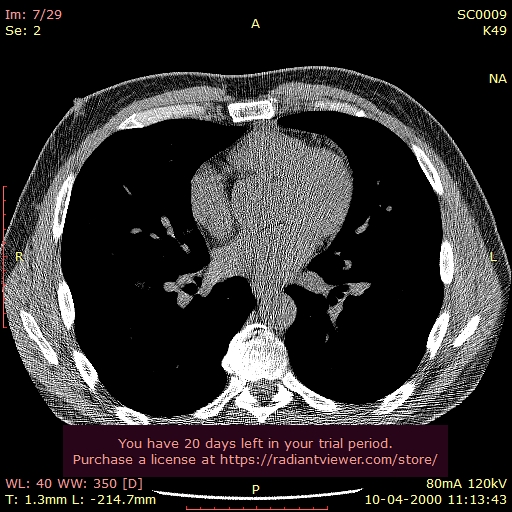 Im: 7/29
Se: 2
A
SC0009
K49
NA
R
L
You have 20 days left in your trial period.
Purchase a license at https://radiantviewer.com/store/
WL: 40 WW: 350 [D]
T: 1.3mm L: -214.7mm
P
80mA 120kV
10-04-2000 11:13:43